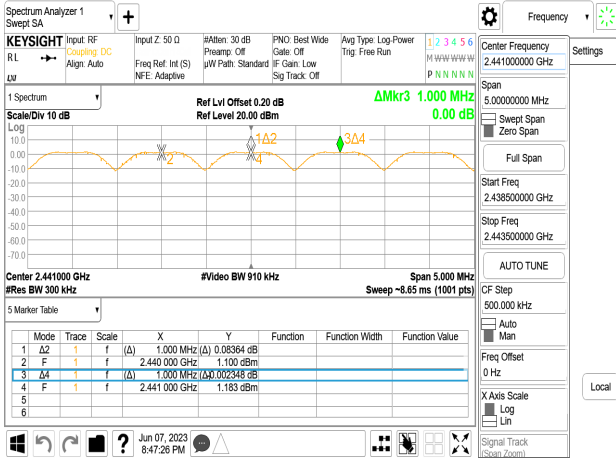 Spectrum Analyzer 1
Swept SA
+
Frequency
KEYSIGHT
RL
LXI
Input: RF
Coupling: DC
Align: Auto
Input Z: 50 Ω
Freq Ref: Int (S)
NFE: Adaptive
#Atten: 30 dB
Preamp: Off
µW Path: Standard
PNO: Best Wide
Gate: Off
IF Gain: Low
Sig Track: Off
Avg Type: Log-Power
Trig: Free Run
1 2 3 4 5 6
M W W W W W
P N N N N N
1 Spectrum
Scale/Div 10 dB
Ref Lvl Offset 0.20 dB
Ref Level 20.00 dBm
ΔMkr3 1.000 MHz
0.00 dB
Log
10.0
0.00
-10.0
-20.0
-30.0
-40.0
-50.0
-60.0
-70.0
2
1Δ2
4
3Δ4
Center 2.441000 GHz
#Res BW 300 kHz
#Video BW 910 kHz
Span 5.000 MHz
Sweep ~8.65 ms (1001 pts)
5 Marker Table
Mode Trace Scale X Y Function Function Width Function Value
1 Δ2 1 f (Δ) 1.000 MHz (Δ) 0.08364 dB
2 F 1 f 2.440 000 GHz 1.100 dBm
3 Δ4 1 f (Δ) 1.000 MHz (Δ) 0.002348 dB
4 F 1 f 2.441 000 GHz 1.183 dBm
5
6
?
Jun 07, 2023
8:47:26 PM
Center Frequency
2.441000000 GHz
Settings
Span
5.00000000 MHz
Swept Span
Zero Span
Full Span
Start Freq
2.438500000 GHz
Stop Freq
2.443500000 GHz
AUTO TUNE
CF Step
500.000 kHz
Auto
Man
Freq Offset
0 Hz
Local
X Axis Scale
Log
Lin
Signal Track
(Span Zoom)